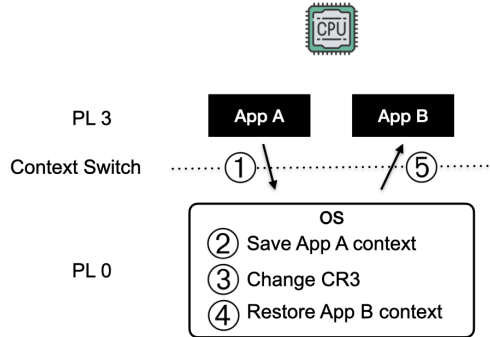 CPU
PL 3
App A
App B
Context Switch
①
⑤
OS
② Save App A context
③ Change CR3
PL 0
④ Restore App B context